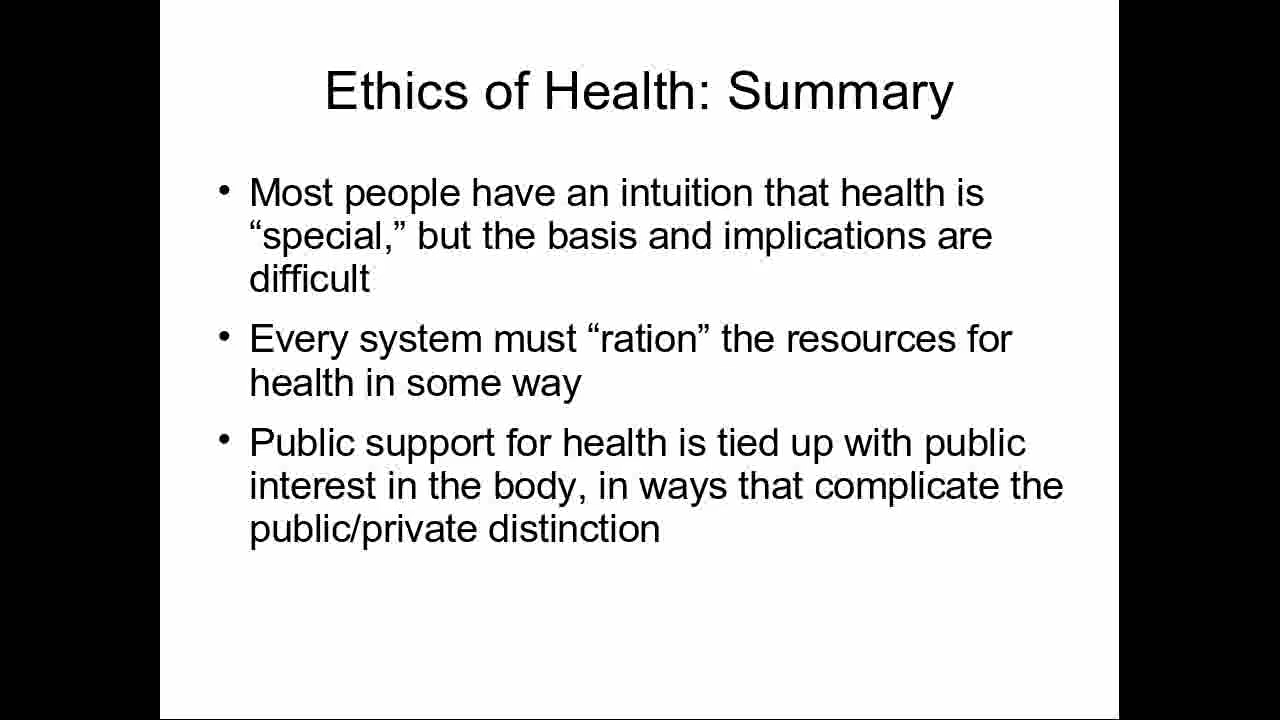 Ethics of Health: Summary
• Most people have an intuition that health is
“special,” but the basis and implications are
difficult
• Every system must “ration” the resources for
health in some way
• Public support for health is tied up with public
interest in the body, in ways that complicate the
public/private distinction